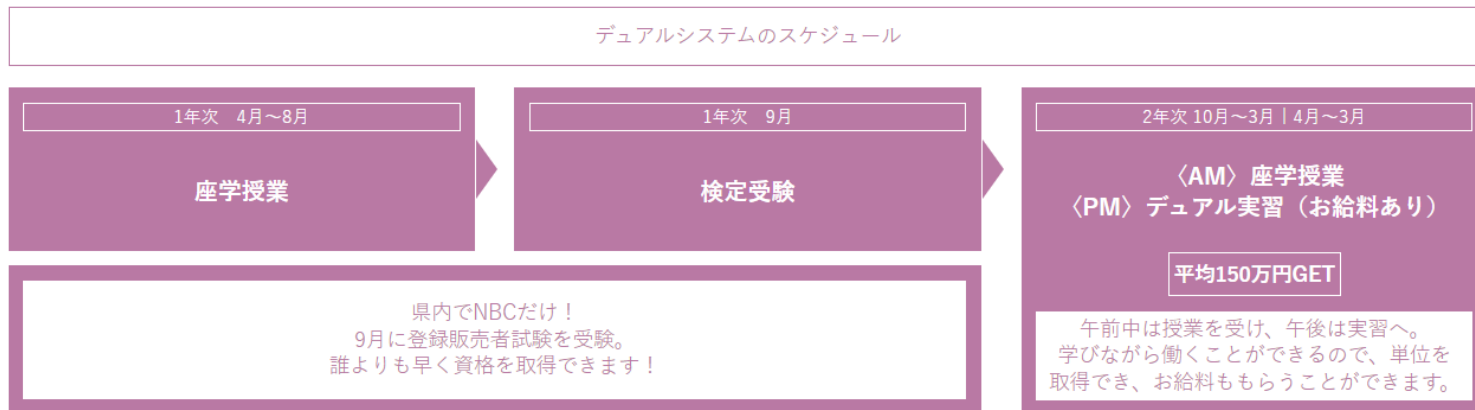 デュアルシステムのスケジュール
1年次　4月～8月
座学授業
1年次　9月
検定受験
県内でNBCだけ！
9月に登録販売者試験を受験。
誰よりも早く資格を取得できます！
2年次 10月～3月｜4月～3月
〈AM〉座学授業
〈PM〉デュアル実習（お給料あり）
平均150万円GET
午前中は授業を受け、午後は実習へ。
学びながら働くことができるので、単位を
取得でき、お給料ももらうことができます。